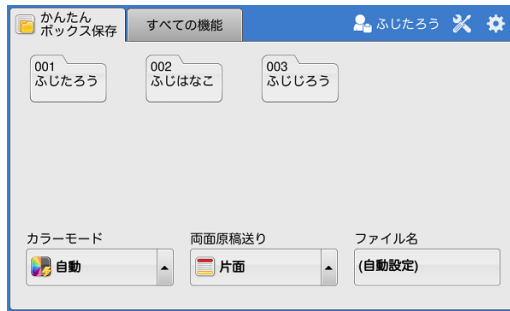 かんたん
ボックス保存
すべての機能
ふじたろう
001
ふじたろう
002
ふじはなこ
003
ふじじろう
カラーモード
両面原稿送り
ファイル名
自動
片面
(自動設定)